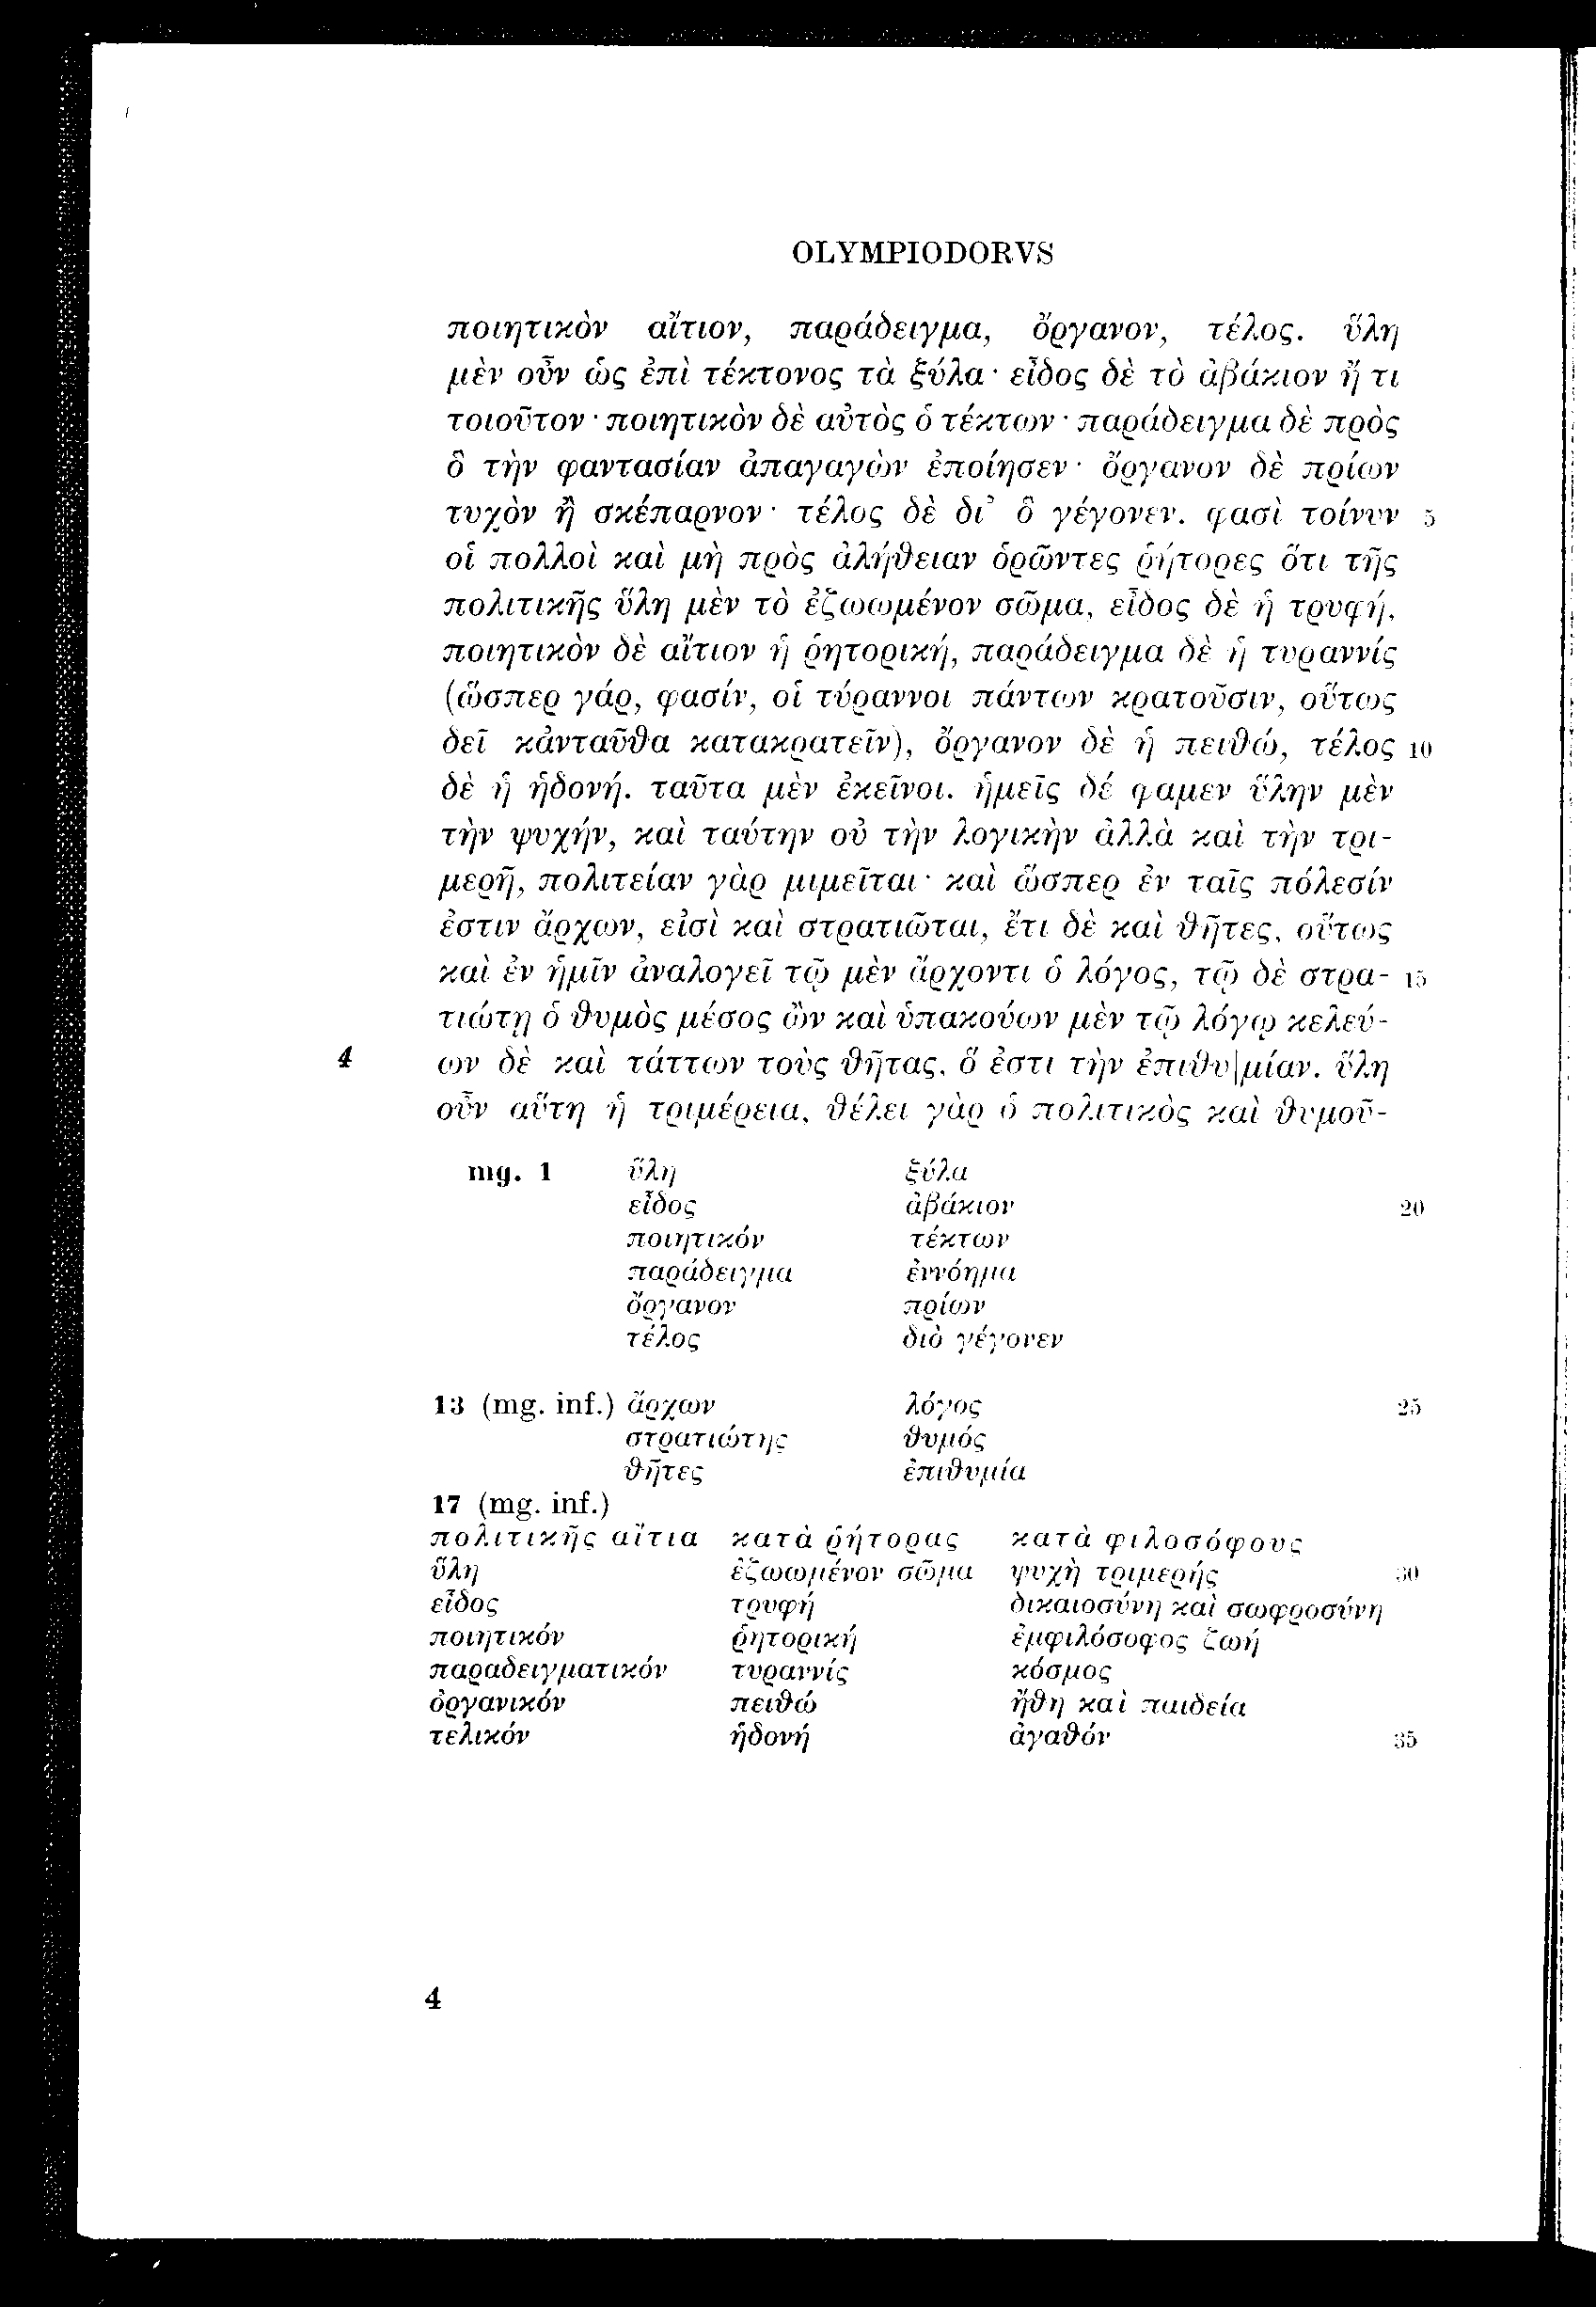 OLYMPIODORVS
ποιητικὸν αἴτιον, παράδειγμα, ὄργανον, τέλος. ὕλη
μὲν οὖν ὡς ἐπὶ τέκτονος τὰ ξύλα· εἶδος δὲ τὸ ἀβάκιον ἤ τι
τοιοῦτον· ποιητικὸν δὲ αὐτὸς ὁ τέκτων· παράδειγμα δὲ πρὸς
ὃ τὴν φαντασίαν ἀπαγαγὼν ἐποίησεν· ὄργανον δὲ πρίων
τυχὸν ἢ σκέπαρνον· τέλος δὲ δι’ ὃ γέγονεν. φασὶ τοίνυν 5
οἱ πολλοὶ καὶ μὴ πρὸς ἀλήθειαν ὁρῶντες ῥήτορες ὅτι τῆς
πολιτικῆς ὕλη μὲν τὸ ἐζωωμένον σῶμα, εἶδος δὲ ἡ τρυφή,
ποιητικὸν δὲ αἴτιον ἡ ῥητορική, παράδειγμα δὲ ἡ τυραννίς
(ὥσπερ γάρ, φασίν, οἱ τύραννοι πάντων κρατοῦσιν, οὕτως
δεῖ κἀνταῦθα κατακρατεῖν), ὄργανον δὲ ἡ πειθώ, τέλος 10
δὲ ἡ ἡδονή. ταῦτα μὲν ἐκεῖνοι. ἡμεῖς δέ φαμεν ὕλην μὲν
τὴν ψυχήν, καὶ ταύτην οὐ τὴν λογικὴν ἀλλὰ καὶ τὴν τρι-
μερῆ, πολιτείαν γὰρ μιμεῖται· καὶ ὥσπερ ἐν ταῖς πόλεσίν
ἐστιν ἄρχων, εἰσὶ καὶ στρατιῶται, ἔτι δὲ καὶ θῆτες, οὕτως
καὶ ἐν ἡμῖν ἀναλογεῖ τῷ μὲν ἄρχοντι ὁ λόγος, τῷ δὲ στρα- 15
τιώτῃ ὁ θυμὸς μέσος ὢν καὶ ὑπακούων μὲν τῷ λόγῳ κελεύ-
4 ων δὲ καὶ τάττων τοὺς θῆτας, ὅ ἐστι τὴν ἐπιθυ|μίαν. ὕλη
οὖν αὕτη ἡ τριμέρεια, θέλει γὰρ ὁ πολιτικὸς καὶ θυμοῦ-
mg. 1 ὕλη ξύλα
εἶδος ἀβάκιον 20
ποιητικόν τέκτων
παράδειγμα ἐννόημα
ὄργανον πρίων
τέλος διὸ γέγονεν
13 (mg. inf.) ἄρχων λόγος 25
στρατιώτης θυμός
θῆτες ἐπιθυμία
17 (mg. inf.)
πολιτικῆς αἴτια κατὰ ῥήτορας κατὰ φιλοσόφους
ὕλη ἐζωωμένον σῶμα ψυχὴ τριμερής 30
εἶδος τρυφή δικαιοσύνη καὶ σωφροσύνη
ποιητικόν ῥητορική ἐμφιλόσοφος ζωή
παραδειγματικόν τυραννίς κόσμος
ὀργανικόν πειθώ ἤθη καὶ παιδεία
τελικόν ἡδονή ἀγαθόν 35
4